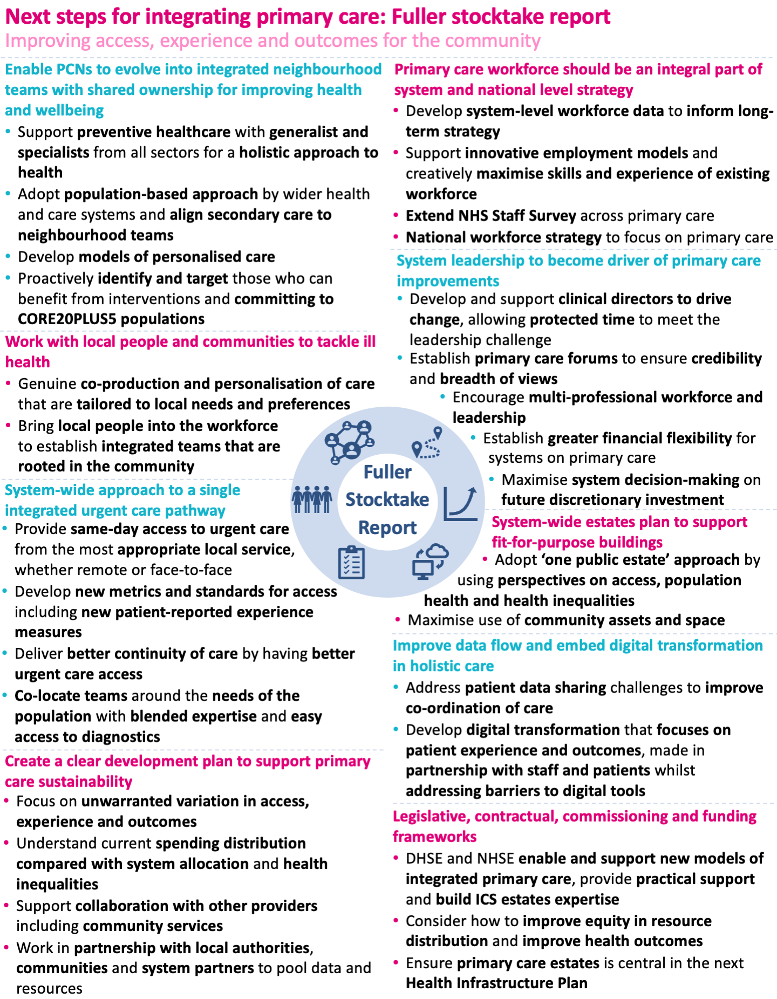 Next steps for integrating primary care: Fuller stocktake report
Improving access, experience and outcomes for the community
Enable PCNs to evolve into integrated neighbourhood
teams with shared ownership for improving health
and wellbeing
• Support preventive healthcare with generalist and
specialists from all sectors for a holistic approach to
health
• Adopt population-based approach by wider health
and care systems and align secondary care to
neighbourhood teams
• Develop models of personalised care
• Proactively identify and target those who can
benefit from interventions and committing to
CORE20PLUS5 populations
Work with local people and communities to tackle ill
health
• Genuine co-production and personalisation of care
that are tailored to local needs and preferences
• Bring local people into the workforce
to establish integrated teams that are
rooted in the community
System-wide approach to a single
integrated urgent care pathway
• Provide same-day access to urgent care
from the most appropriate local service,
whether remote or face-to-face
• Develop new metrics and standards for access
including new patient-reported experience
measures
• Deliver better continuity of care by having better
urgent care access
• Co-locate teams around the needs of the
population with blended expertise and easy
access to diagnostics
Create a clear development plan to support primary
care sustainability
• Focus on unwarranted variation in access,
experience and outcomes
• Understand current spending distribution
compared with system allocation and health
inequalities
• Support collaboration with other providers
including community services
• Work in partnership with local authorities,
communities and system partners to pool data and
resources
Fuller
Stocktake
Report
Primary care workforce should be an integral part of
system and national level strategy
• Develop system-level workforce data to inform long-
term strategy
• Support innovative employment models and
creatively maximise skills and experience of existing
workforce
• Extend NHS Staff Survey across primary care
• National workforce strategy to focus on primary care
System leadership to become driver of primary care
improvements
• Develop and support clinical directors to drive
change, allowing protected time to meet the
leadership challenge
• Establish primary care forums to ensure credibility
and breadth of views
• Encourage multi-professional workforce and
leadership
• Establish greater financial flexibility for
systems on primary care
• Maximise system decision-making on
future discretionary investment
System-wide estates plan to support
fit-for-purpose buildings
• Adopt ‘one public estate’ approach by
using perspectives on access, population
health and health inequalities
• Maximise use of community assets and space
Improve data flow and embed digital transformation
in holistic care
• Address patient data sharing challenges to improve
co-ordination of care
• Develop digital transformation that focuses on
patient experience and outcomes, made in
partnership with staff and patients whilst
addressing barriers to digital tools
Legislative, contractual, commissioning and funding
frameworks
• DHSE and NHSE enable and support new models of
integrated primary care, provide practical support
and build ICS estates expertise
• Consider how to improve equity in resource
distribution and improve health outcomes
• Ensure primary care estates is central in the next
Health Infrastructure Plan